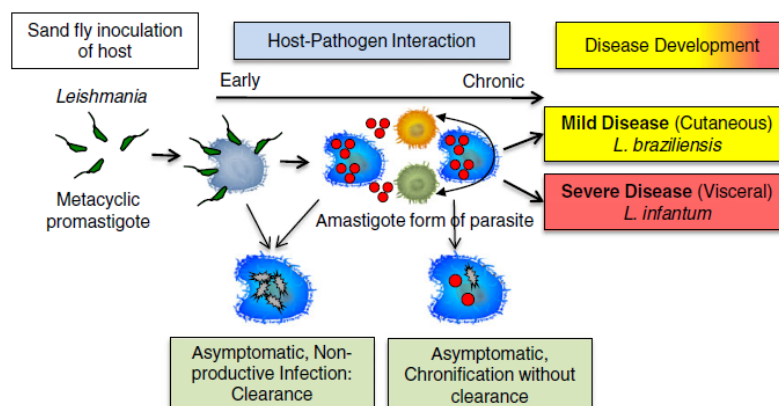 Sand fly inoculation
of host
Host-Pathogen Interaction
Disease Development
Early
Chronic
Leishmania
Metacyclic
promastigote
Amastigote form of parasite
Mild Disease (Cutaneous)
L. braziliensis
Severe Disease (Visceral)
L. infantum
Asymptomatic, Non-
productive Infection:
Clearance
Asymptomatic,
Chronification without
clearance